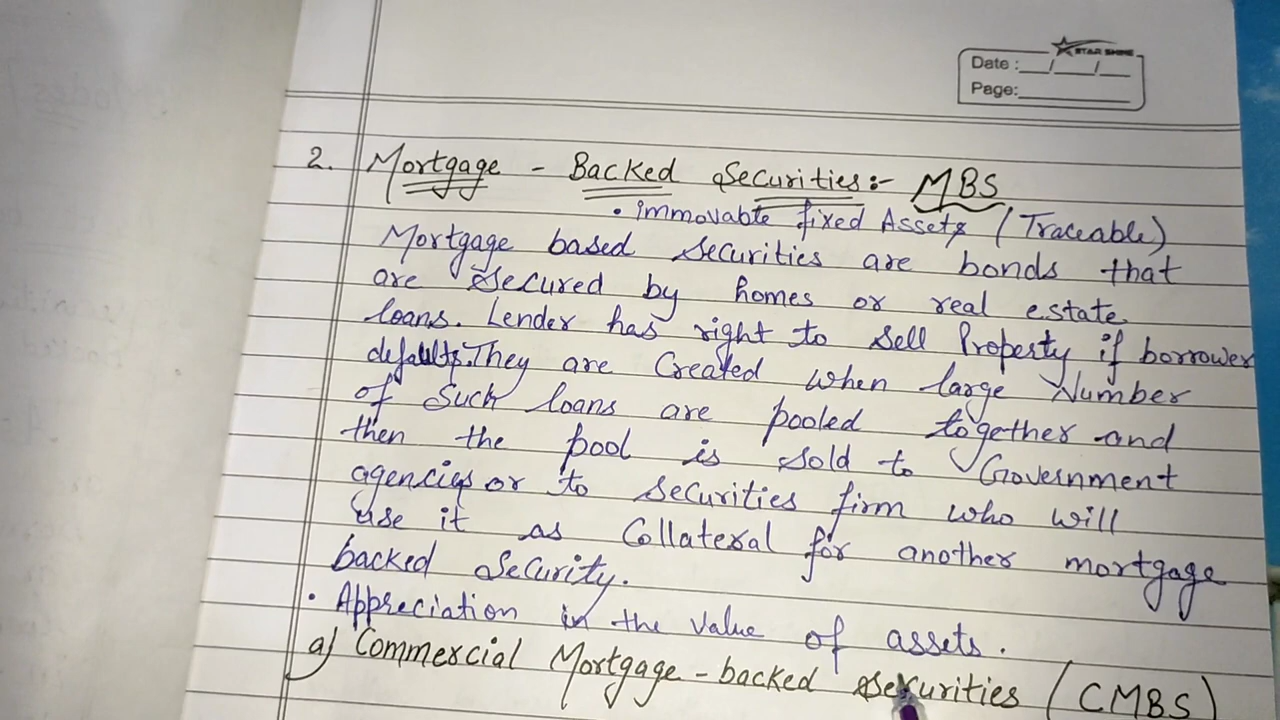 STAR SHINE
Date :___/___/___
Page:__________
2. Mortgage - Backed Securities:- MBS
• immovable fixed Assets (Traceable)
Mortgage based securities are bonds that
are secured by homes or real estate
loans. Lender has right to sell Property if borrower
defaults. They are Created when large Number
of Such loans are pooled together and
then the pool is sold to Government
agencies or to securities firm who will
use it as Collateral for another mortgage
backed Security.
• Appreciation in the value of assets.
a) Commercial Mortgage-backed securities (CMBS)